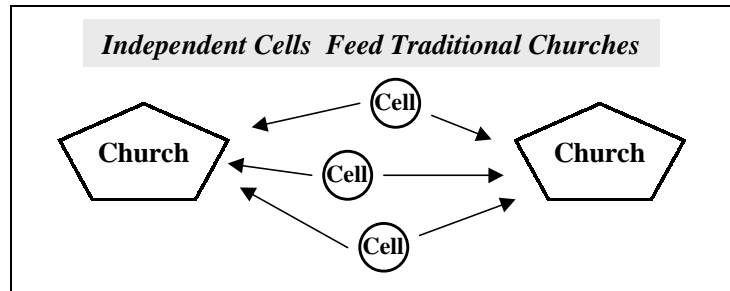 Independent Cells Feed Traditional Churches
Cell
Church
Church
Cell
Cell